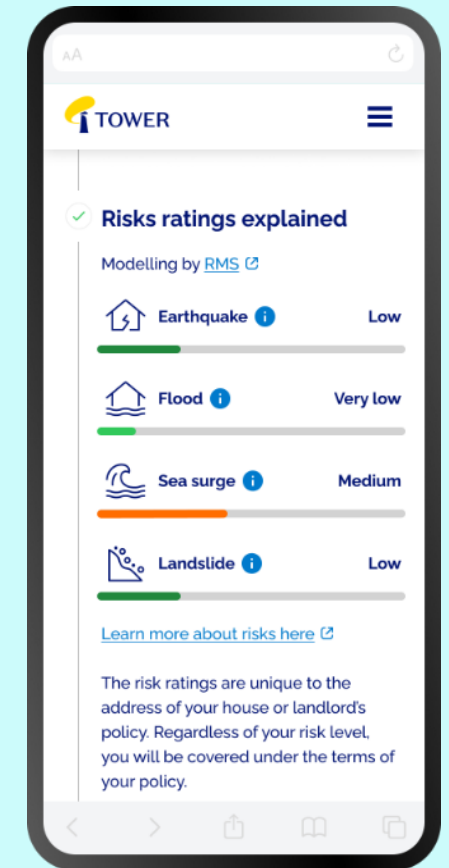 AA
TOWER
Risks ratings explained
Modelling by RMS
Earthquake i Low
Flood i Very low
Sea surge i Medium
Landslide i Low
Learn more about risks here
The risk ratings are unique to the
address of your house or landlord's
policy. Regardless of your risk level,
you will be covered under the terms of
your policy.